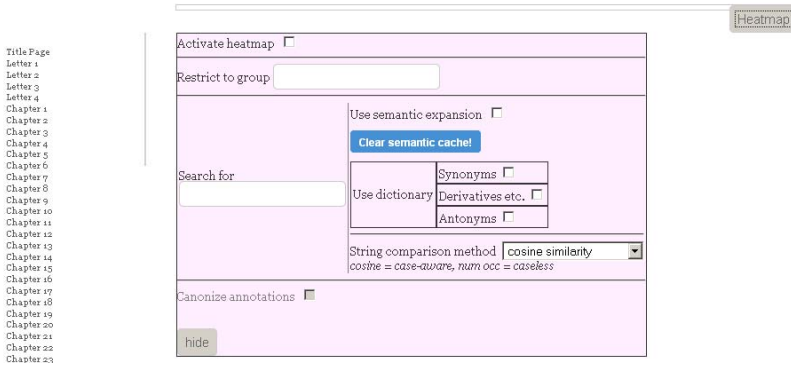 Heatmap
Title Page
Letter 1
Letter 2
Letter 3
Letter 4
Chapter 1
Chapter 2
Chapter 3
Chapter 4
Chapter 5
Chapter 6
Chapter 7
Chapter 8
Chapter 9
Chapter 10
Chapter 11
Chapter 12
Chapter 13
Chapter 14
Chapter 15
Chapter 16
Chapter 17
Chapter 18
Chapter 19
Chapter 20
Chapter 21
Chapter 22
Chapter 23
Activate heatmap
Restrict to group
Search for
Use semantic expansion
Clear semantic cache!
Use dictionary
Synonyms
Derivatives etc.
Antonyms
String comparison method cosine similarity
cosine = case-aware, num occ = caseless
Canonize annotations
hide